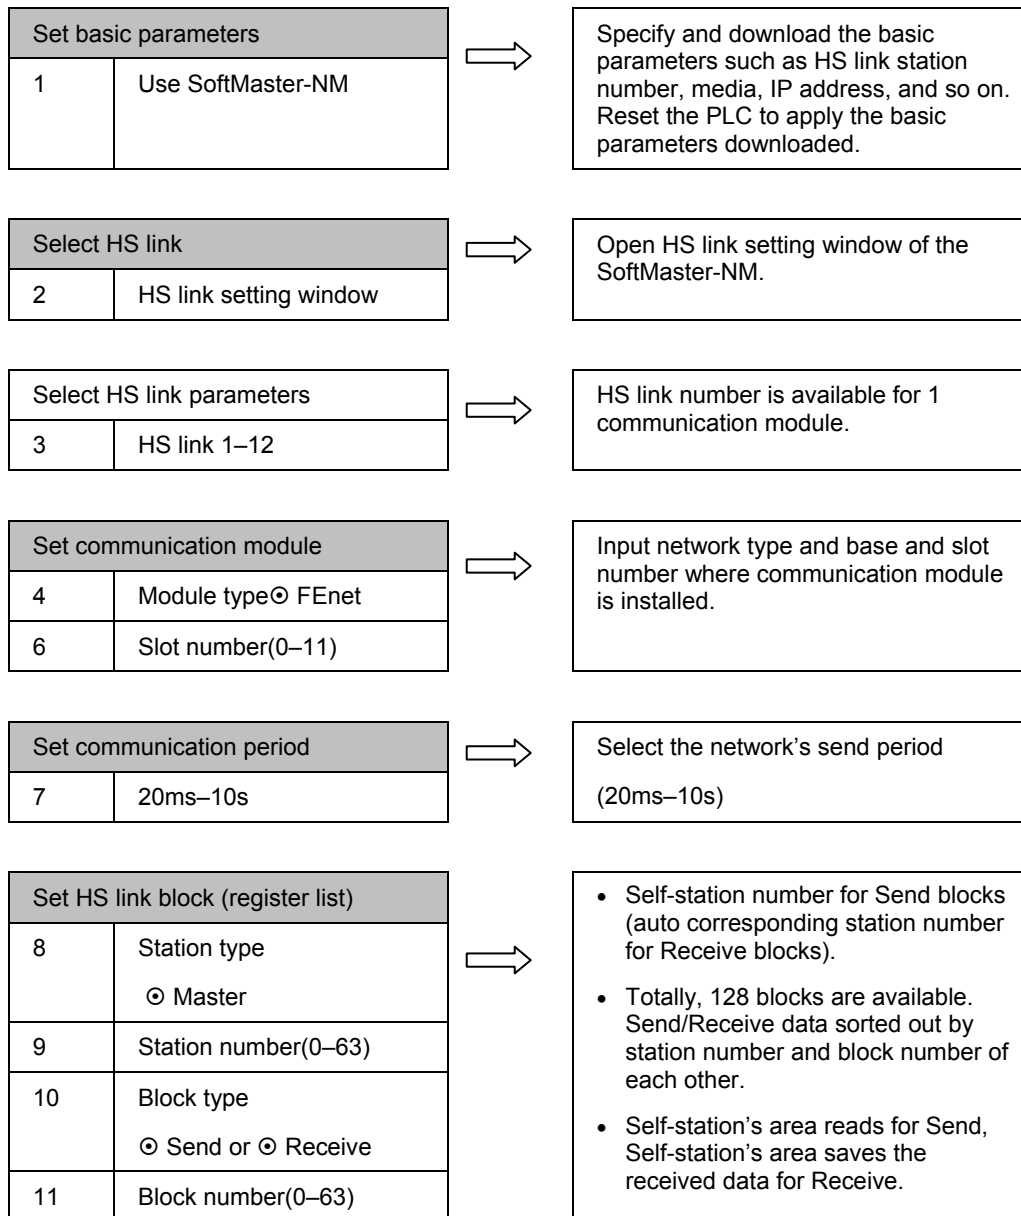 Set basic parameters
1 Use SoftMaster-NM
Specify and download the basic
parameters such as HS link station
number, media, IP address, and so on.
Reset the PLC to apply the basic
parameters downloaded.
Select HS link
2 HS link setting window
Open HS link setting window of the
SoftMaster-NM.
Select HS link parameters
3 HS link 1–12
HS link number is available for 1
communication module.
Set communication module
4 Module type⊙ FEnet
6 Slot number(0–11)
Input network type and base and slot
number where communication module
is installed.
Set communication period
7 20ms–10s
Select the network’s send period
(20ms–10s)
Set HS link block (register list)
8 Station type
⊙ Master
9 Station number(0–63)
10 Block type
⊙ Send or ⊙ Receive
11 Block number(0–63)
• Self-station number for Send blocks
(auto corresponding station number
for Receive blocks).
• Totally, 128 blocks are available.
Send/Receive data sorted out by
station number and block number of
each other.
• Self-station’s area reads for Send,
Self-station’s area saves the
received data for Receive.